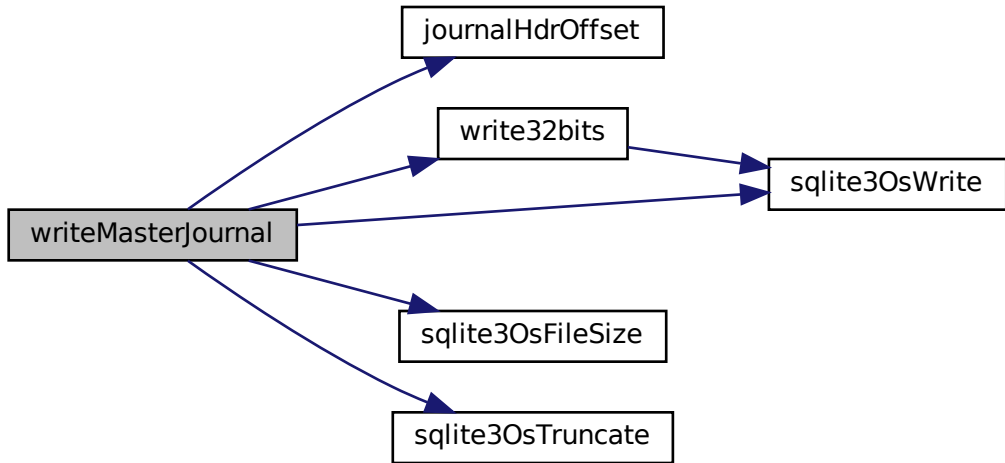 journalHdrOffset
write32bits
sqlite3OsWrite
writeMasterJournal
sqlite3OsFileSize
sqlite3OsTruncate